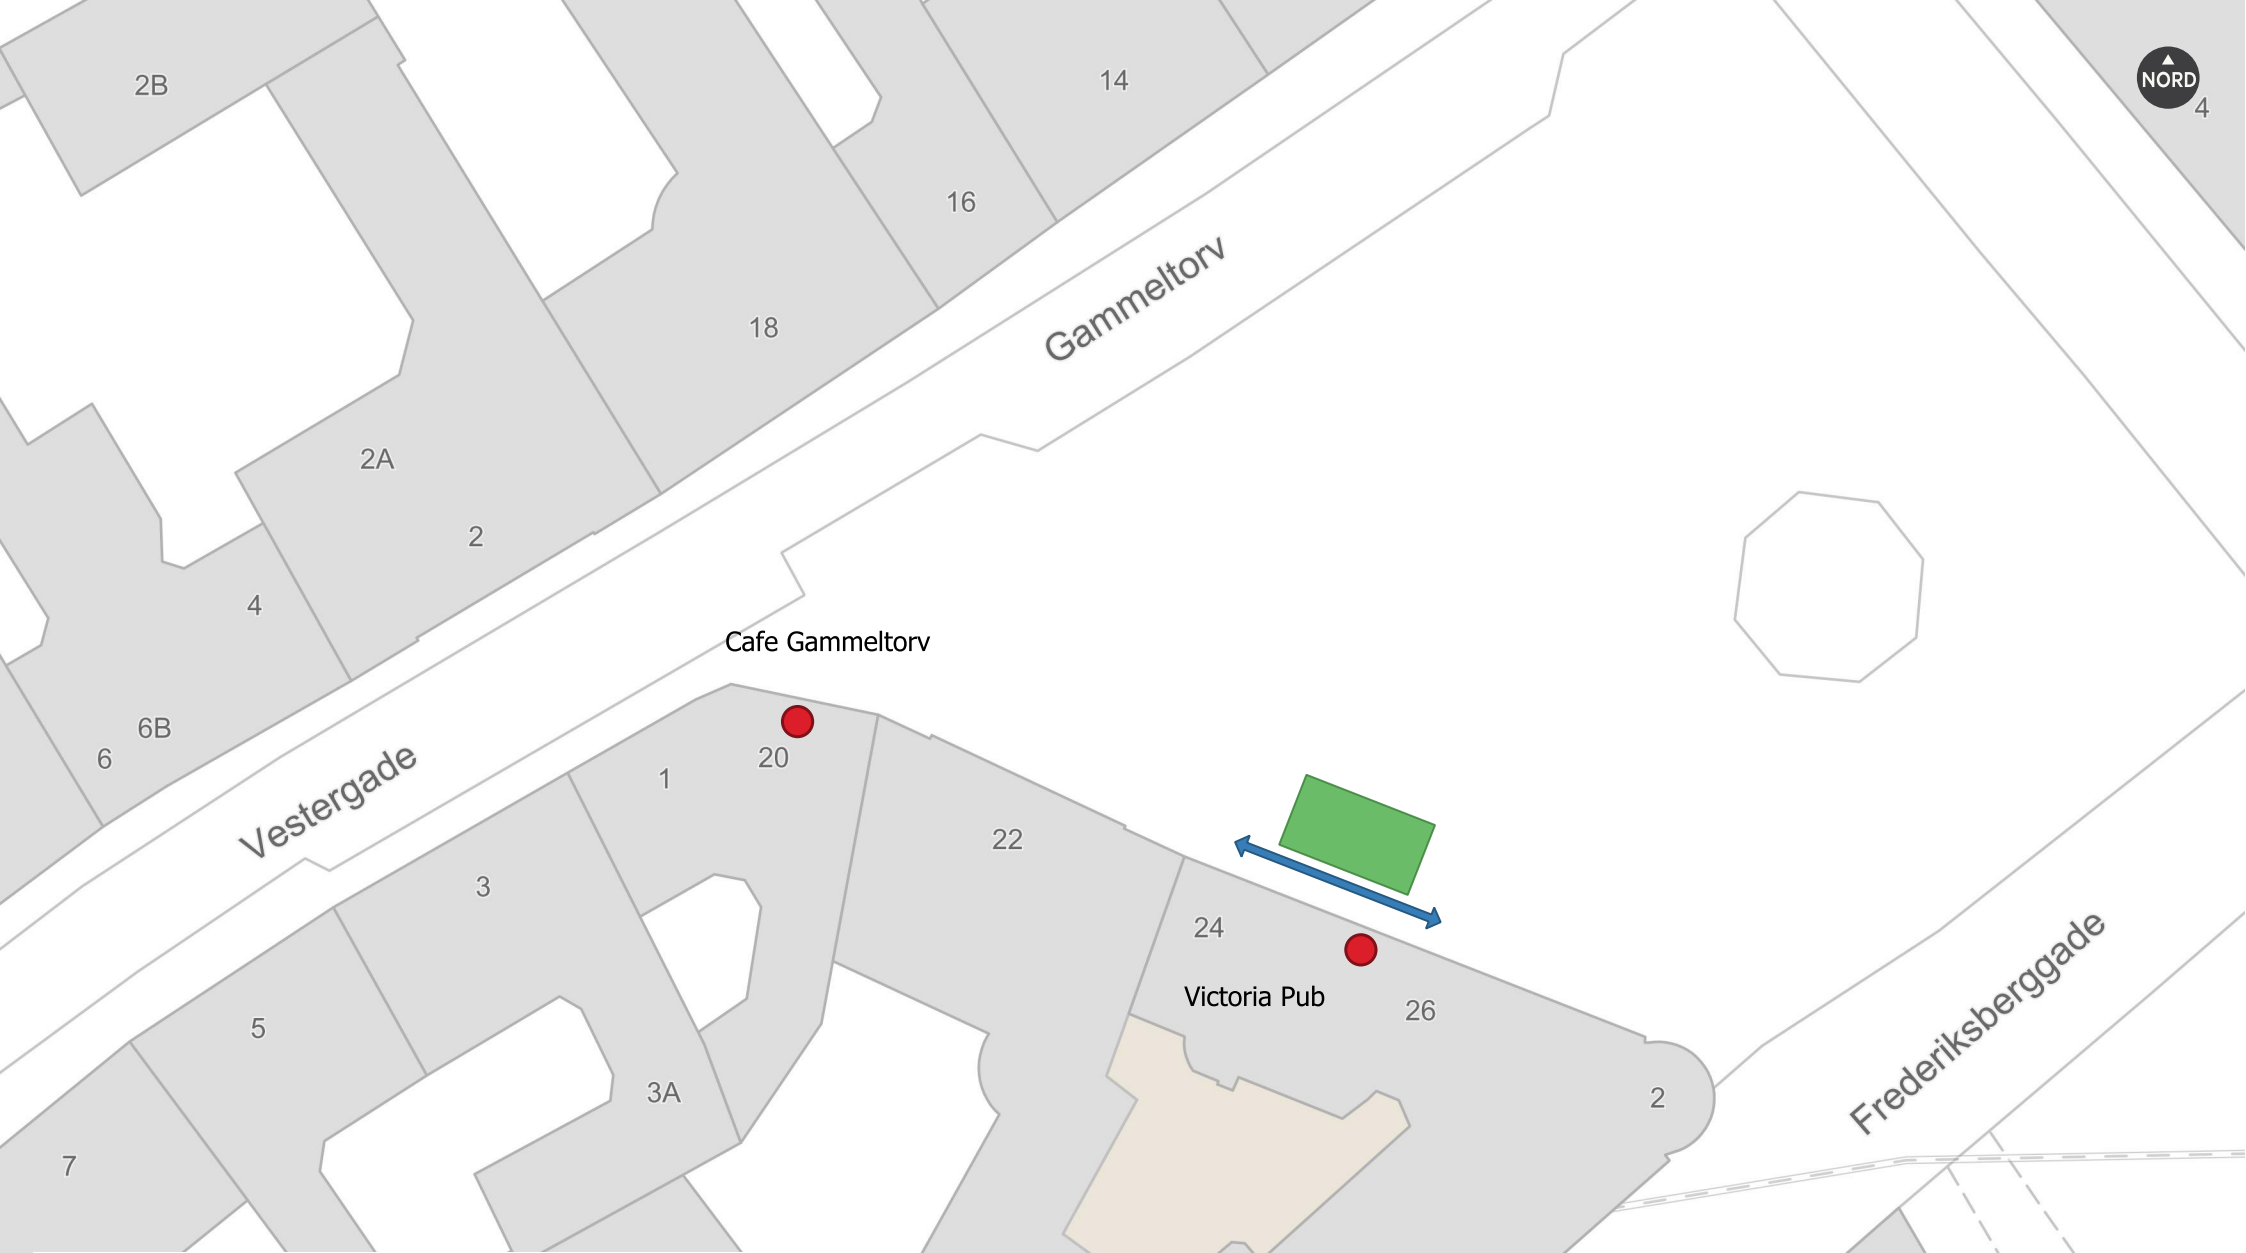 2B
14
NORD
4
16
Gammeltorv
18
2A
2
4
Cafe Gammeltorv
6B
6
Vestergade
20
1
22
3
24
Victoria Pub
26
5
Frederiksberggade
3A
2
7